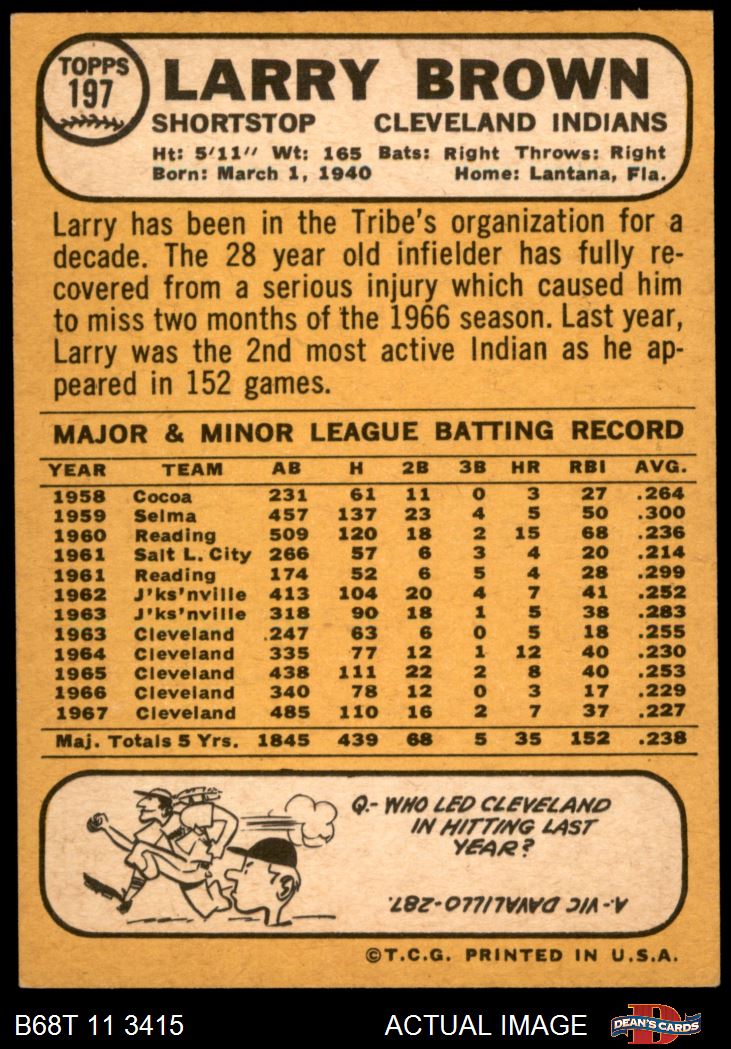 TOPPS
197
LARRY BROWN
SHORTSTOP CLEVELAND INDIANS
Ht: 5'11" Wt: 165 Bats: Right Throws: Right
Born: March 1, 1940 Home: Lantana, Fla.
Larry has been in the Tribe's organization for a
decade. The 28 year old infielder has fully re-
covered from a serious injury which caused him
to miss two months of the 1966 season. Last year,
Larry was the 2nd most active Indian as he ap-
peared in 152 games.
MAJOR & MINOR LEAGUE BATTING RECORD
YEAR TEAM AB H 2B 3B HR RBI AVG.
1958 Cocoa 231 61 11 0 3 27 .264
1959 Selma 457 137 23 4 5 50 .300
1960 Reading 509 120 18 2 15 68 .236
1961 Salt L. City 266 57 6 3 4 20 .214
1961 Reading 174 52 6 5 4 28 .299
1962 J'ks'nville 413 104 20 4 7 41 .252
1963 J'ks'nville 318 90 18 1 5 38 .283
1963 Cleveland 247 63 6 0 5 18 .255
1964 Cleveland 335 77 12 1 12 40 .230
1965 Cleveland 438 111 22 2 8 40 .253
1966 Cleveland 340 78 12 0 3 17 .229
1967 Cleveland 485 110 16 2 7 37 .227
Maj. Totals 5 Yrs. 1845 439 68 5 35 152 .238
Q.- WHO LED CLEVELAND
IN HITTING LAST
YEAR?
A.- VIC DAVALILLO-.287.
©T.C.G. PRINTED IN U.S.A.
B68T 11 3415 ACTUAL IMAGE DEAN'S CARDS